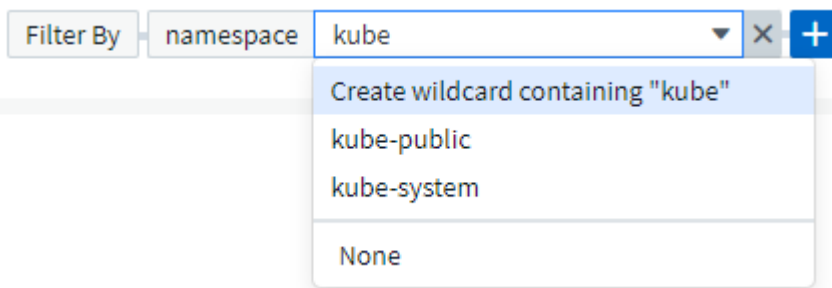 Filter By namespace kube
Create wildcard containing "kube"
kube-public
kube-system
None